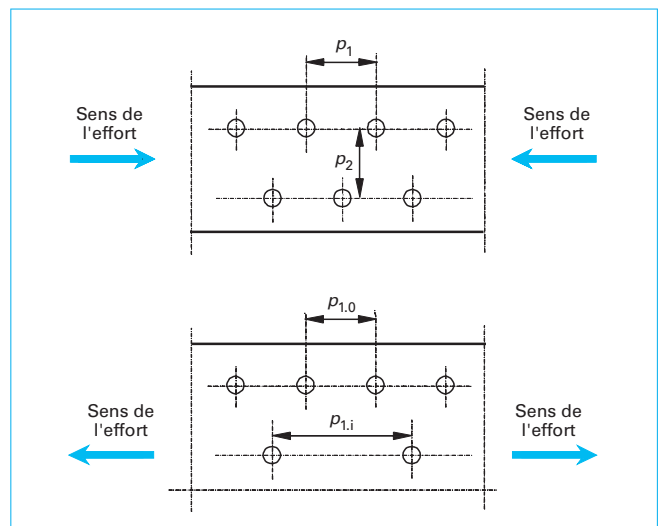 p1
Sens de
l'effort
Sens de
l'effort
p2
p1.0
Sens de
l'effort
p1.i
Sens de
l'effort